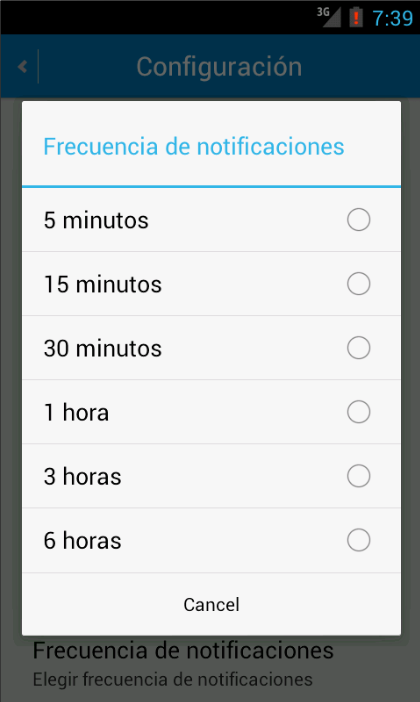 3G 7:39
Configuración
Frecuencia de notificaciones
5 minutos
15 minutos
30 minutos
1 hora
3 horas
6 horas
Cancel
Frecuencia de notificaciones
Elegir frecuencia de notificaciones